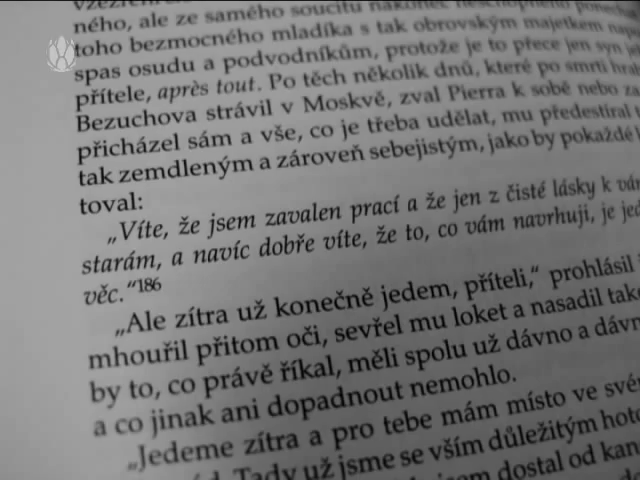 ného, ale ze samého soucitu nakonec neschopného
toho bezmocného mladíka s tak obrovským majetkem
spas osudu a podvodníkům, protože je to přece jen syn
přítele, après tout. Po těch několik dnů, které po smrti
Bezuchova strávil v Moskvě, zval Pierra k sobě nebo
přicházel sám a vše, co je třeba udělat, mu předestíral
tak zemdleným a zároveň sebejistým, jako by pokaždé
toval:
„Víte, že jsem zavalen prací a že jen z čisté lásky k
starám, a navíc dobře víte, že to, co vám navrhuji, je
věc.“186
„Ale zítra už konečně jedem, příteli,“ prohlásil
mhouřil přitom oči, sevřel mu loket a nasadil
by to, co právě říkal, měli spolu už dávno a
a co jinak ani dopadnout nemohlo.
„Jedeme zítra a pro tebe mám místo ve
Tady už jsme se vším důležitým
dostal od